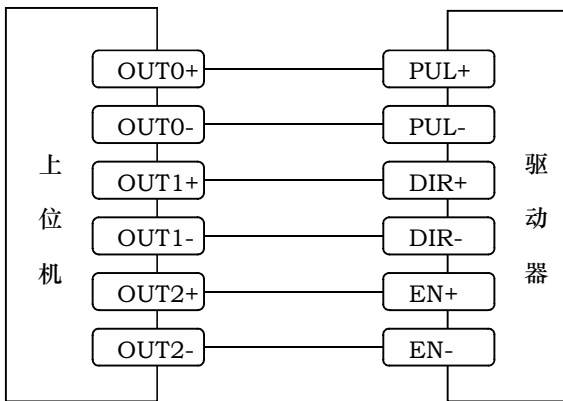 上位机
OUT0+
PUL+
OUT0-
PUL-
OUT1+
DIR+
OUT1-
DIR-
OUT2+
EN+
OUT2-
EN-
驱动器